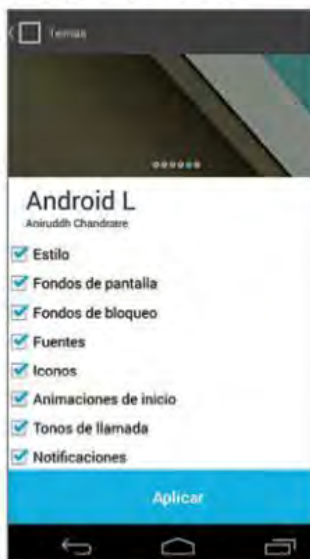 Temas
Android L
Aniruddh Chandratre
Estilo
Fondos de pantalla
Fondos de bloqueo
Fuentes
Iconos
Animaciones de inicio
Tonos de llamada
Notificaciones
Aplicar